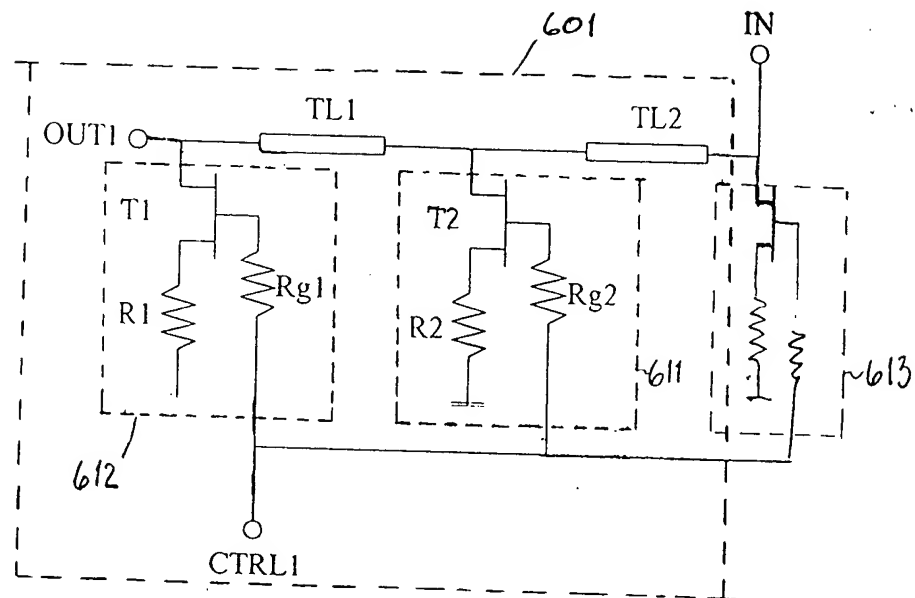 601
IN
TL1
TL2
OUT1
T1
T2
Rg1
Rg2
R1
R2
611
613
612
CTRL1